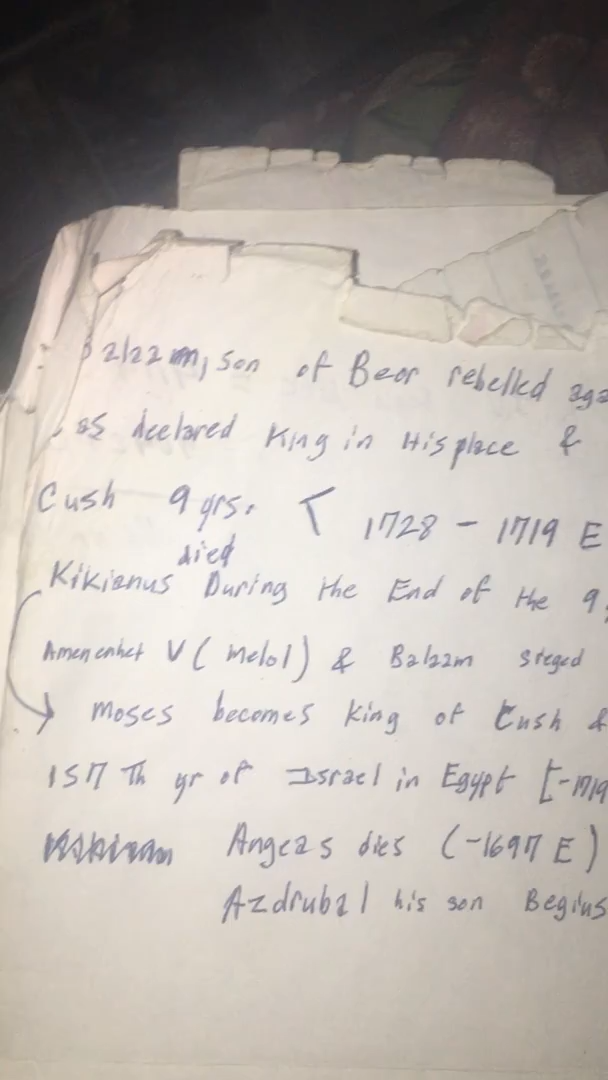 Balaam, son of Beor rebelled aga
as declared King in His place &
Cush 9 yrs. < 1728 - 1719 E
died
Kikianus During the End of the 9
Amenenhet V (Melol) & Balaam sieged
Moses becomes King of Cush &
157 Th yr of Israel in Egypt [-1719
Angeas dies (-1697 E)
Azdrubal his son Begins